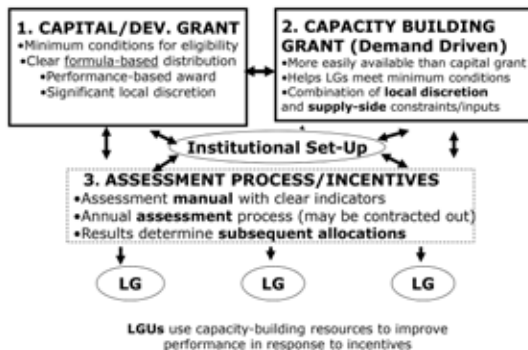 1. CAPITAL/DEV. GRANT
•Minimum conditions for eligibility
•Clear formula-based distribution
•Performance-based award
•Significant local discretion
2. CAPACITY BUILDING
GRANT (Demand Driven)
•More easily available than capital grant
•Helps LGs meet minimum conditions
•Combination of local discretion
and supply-side constraints/inputs
Institutional Set-Up
3. ASSESSMENT PROCESS/INCENTIVES
•Assessment manual with clear indicators
•Annual assessment process (may be contracted out)
•Results determine subsequent allocations
LG
LG
LG
LGUs use capacity-building resources to improve
performance in response to incentives